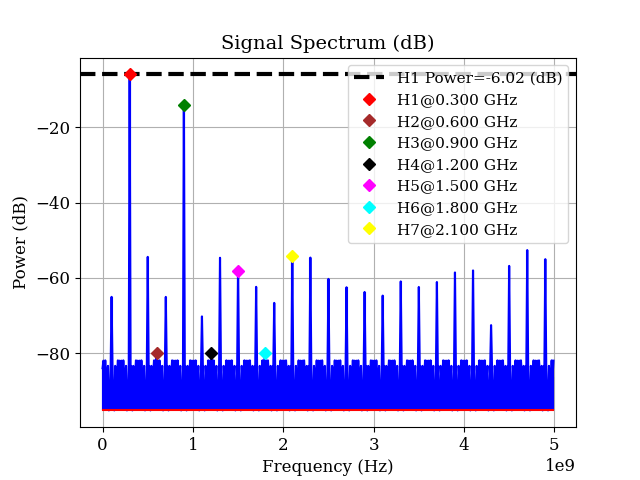 Signal Spectrum (dB)
H1 Power=-6.02 (dB)
H1@0.300 GHz
H2@0.600 GHz
H3@0.900 GHz
H4@1.200 GHz
H5@1.500 GHz
H6@1.800 GHz
H7@2.100 GHz
Power (dB)
−20
−40
−60
−80
0 1 2 3 4 5
1e9
Frequency (Hz)